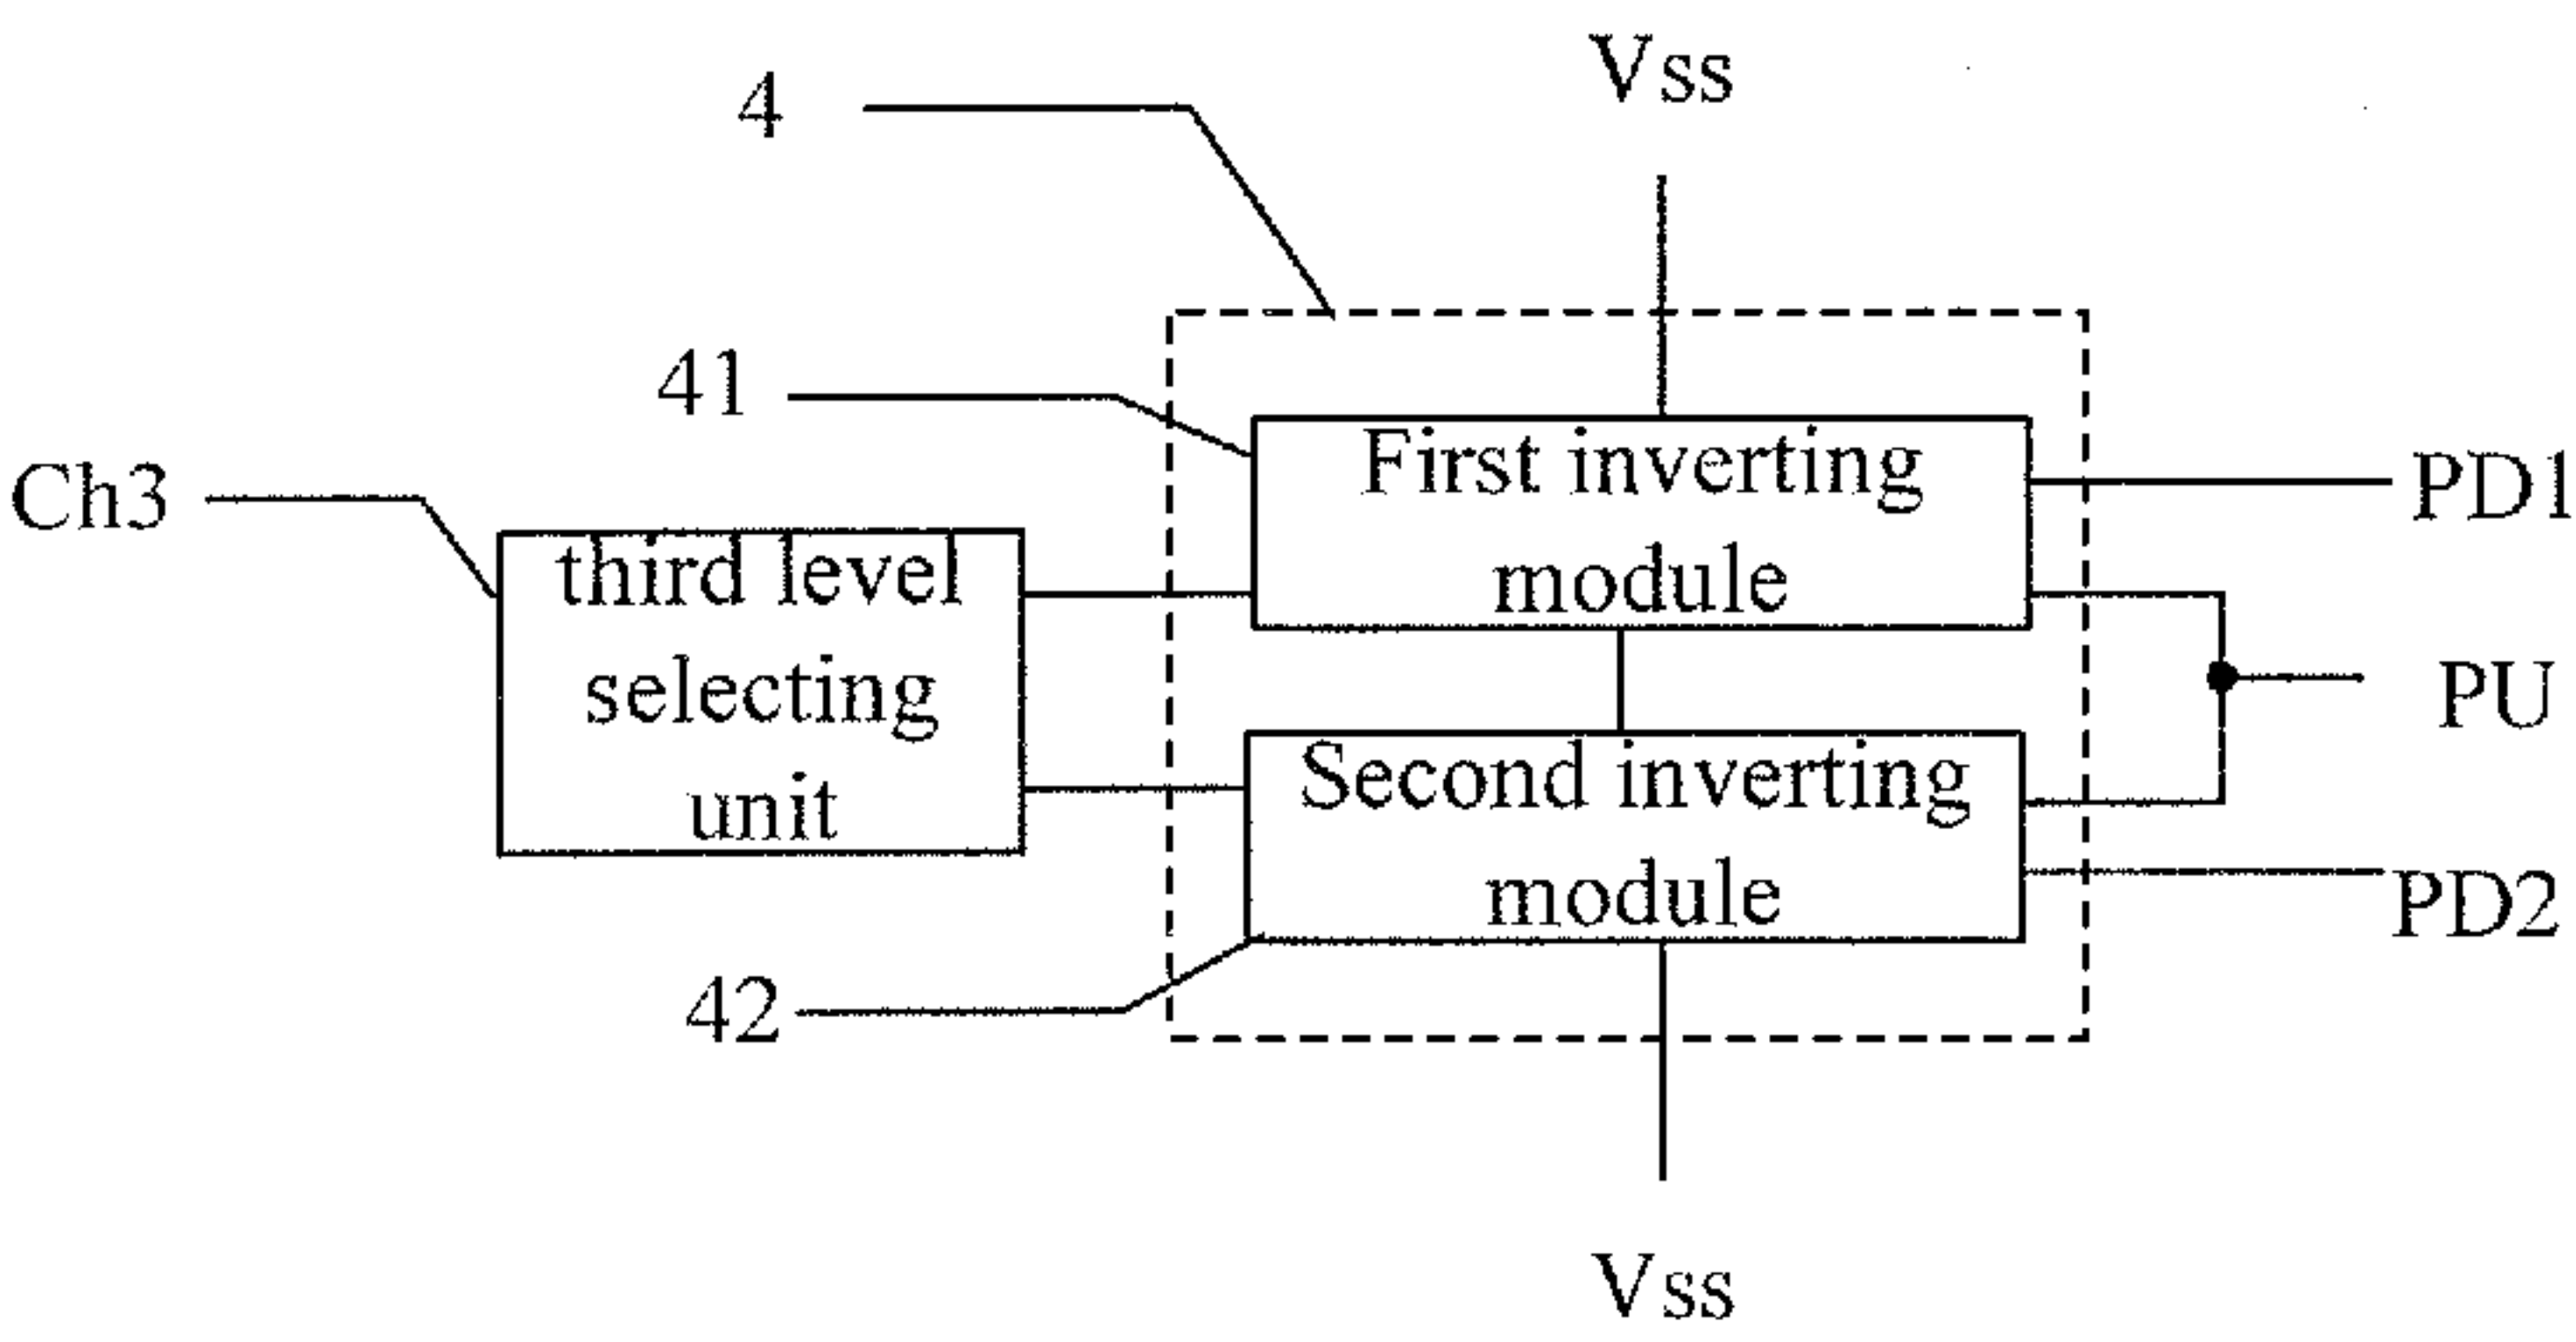 Vss
4
41
First inverting
module
PD1
Ch3
third level
selecting
unit
PU
Second inverting
module
PD2
42
Vss